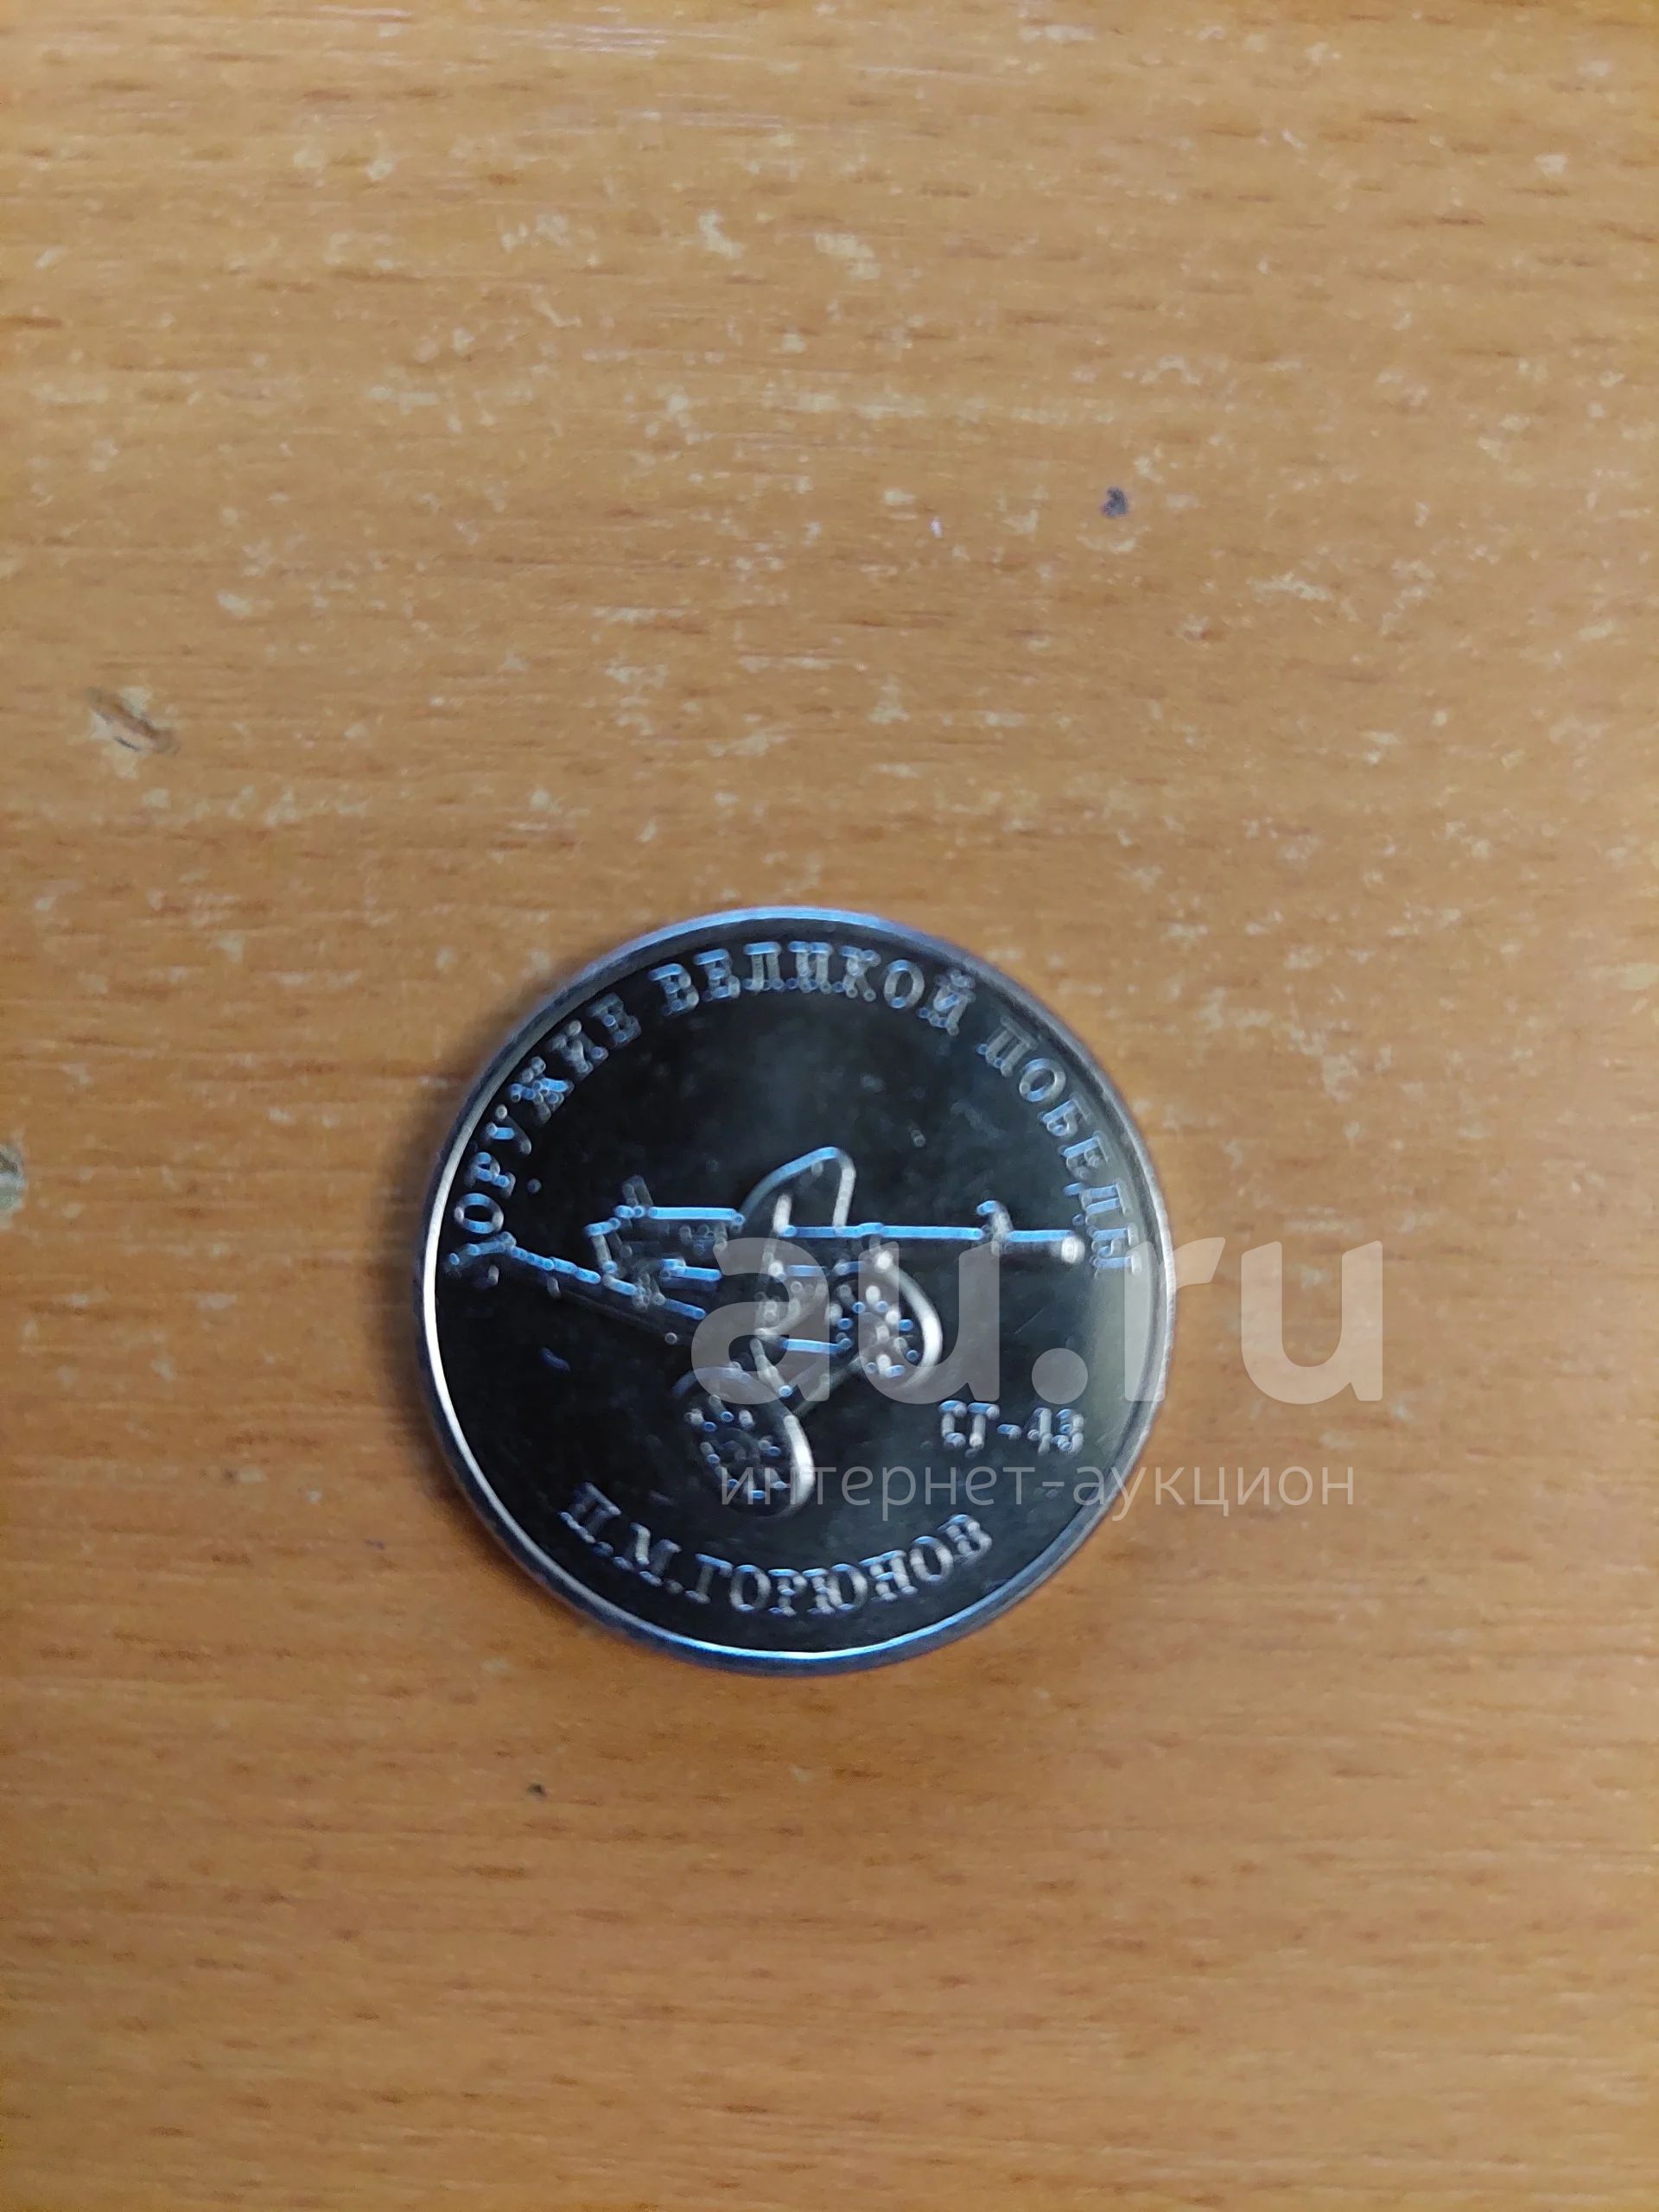 ОРУЖИЕ ВЕЛИКОЙ ПОБЕДЫ
au.ru
СГ-43
интернет-аукцион
П.М.ГОРЮНОВ